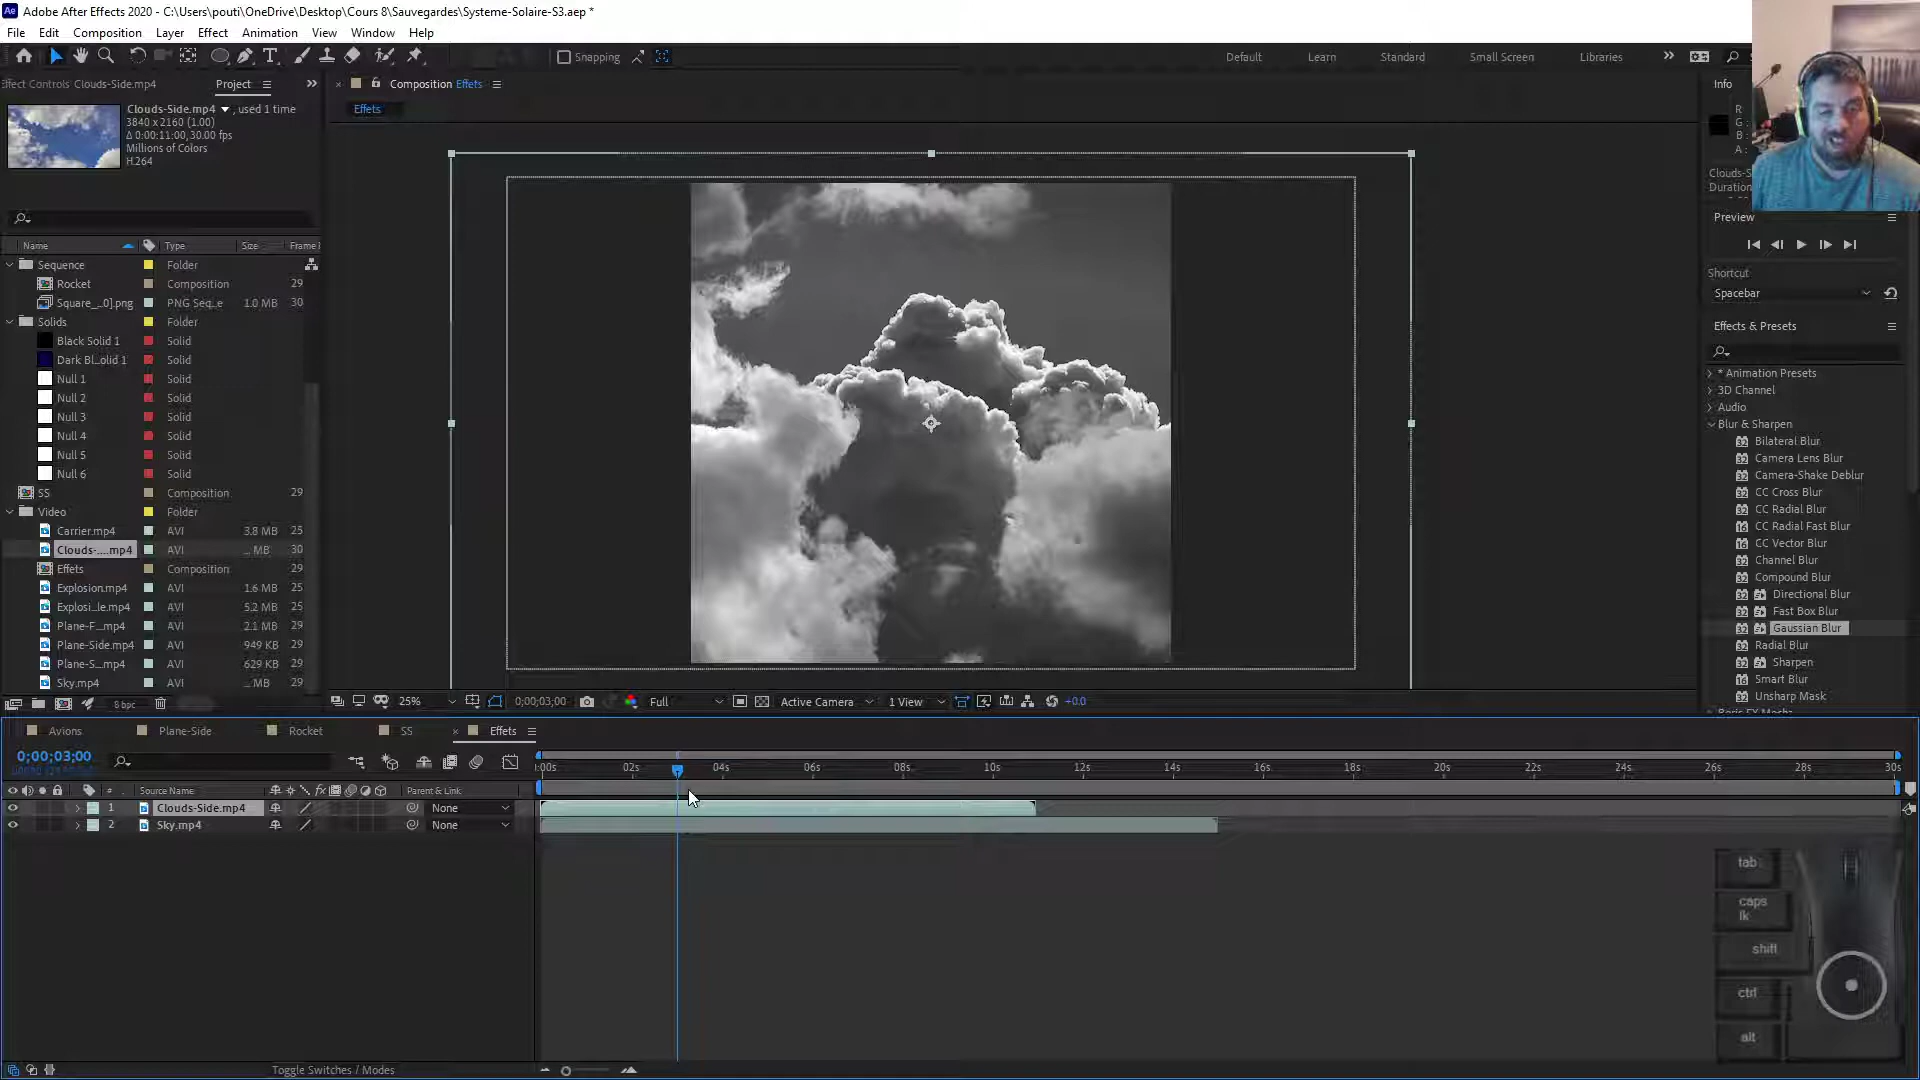 Adobe After Effects 2020 - C:\Users\pouti\OneDrive\Desktop\Cours 8\Sauvegardes\Systeme-Solaire-S3.aep *
File Edit Composition Layer Effect Animation View Window Help
Snapping
Default Learn Standard Small Screen Libraries
Effect Controls Clouds-Side.mp4 Project
Composition Effets
Info
Effets
Clouds-Side.mp4 , used 1 time
3840 x 2160 (1.00)
Δ 0:00:11:00, 30.00 fps
Millions of Colors
H.264
R :
G :
B :
A :
Clouds-S
Duration
Preview
Shortcut
Spacebar
Effects & Presets
Name Type Size Frame
Sequence Folder
Rocket Composition 29
Square_..0].png PNG Seq...e 1.0 MB 30
Solids Folder
Black Solid 1 Solid
Dark Bl...olid 1 Solid
Null 1 Solid
Null 2 Solid
Null 3 Solid
Null 4 Solid
Null 5 Solid
Null 6 Solid
SS Composition 29
Video Folder
Carrier.mp4 AVI 3.8 MB 25
Clouds-....mp4 AVI ... MB 30
Effets Composition 29
Explosion.mp4 AVI 1.6 MB 25
Explosi...le.mp4 AVI 5.2 MB 25
Plane-F...mp4 AVI 2.1 MB 29
Plane-Side.mp4 AVI 949 KB 29
Plane-S...mp4 AVI 629 KB 29
Sky.mp4 AVI ... MB 29
8 bpc
* Animation Presets
3D Channel
Audio
Blur & Sharpen
Bilateral Blur
Camera Lens Blur
Camera-Shake Deblur
CC Cross Blur
CC Radial Blur
CC Radial Fast Blur
CC Vector Blur
Channel Blur
Compound Blur
Directional Blur
Fast Box Blur
Gaussian Blur
Radial Blur
Sharpen
Smart Blur
Unsharp Mask
25% 0;00;03;00 Full Active Camera 1 View +0.0
Avions Plane-Side Rocket SS Effets
0;00;03;00
:00s 02s 04s 06s 08s 10s 12s 14s 16s 18s 20s 22s 24s 26s 28s 30s
# Source Name fx Parent & Link
1 Clouds-Side.mp4 None
2 Sky.mp4 None
Toggle Switches / Modes
tab
caps
lk
shift
ctrl
alt